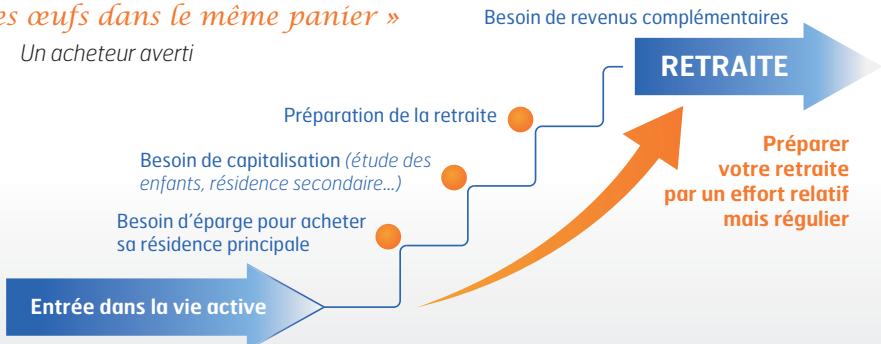 es œufs dans le même panier »
Un acheteur averti
Besoin de revenus complémentaires
RETRAITE
Préparation de la retraite
Préparer
votre retraite
par un effort relatif
mais régulier
Besoin de capitalisation (étude des
enfants, résidence secondaire...)
Besoin d'éparge pour acheter
sa résidence principale
Entrée dans la vie active